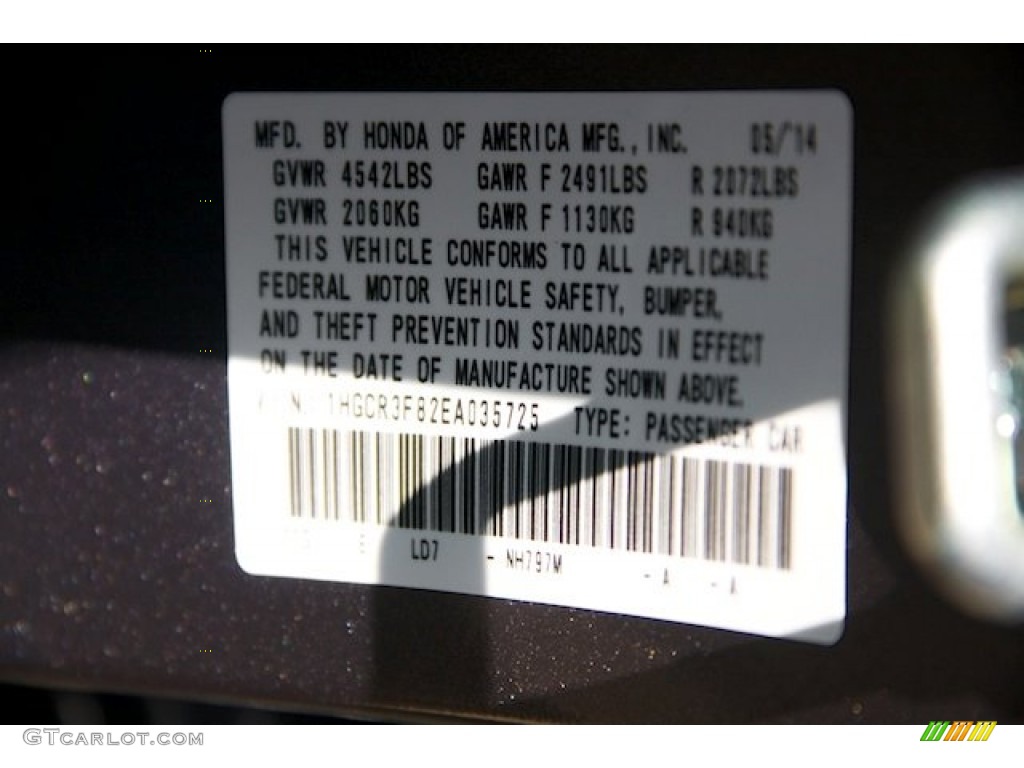 MFD. BY HONDA OF AMERICA MFG., INC. 05/14
GVWR 4542LBS GAWR F 2491LBS R 2072LBS
GVWR 2060KG GAWR F 1130KG R 940KG
THIS VEHICLE CONFORMS TO ALL APPLICABLE
FEDERAL MOTOR VEHICLE SAFETY, BUMPER,
AND THEFT PREVENTION STANDARDS IN EFFECT
ON THE DATE OF MANUFACTURE SHOWN ABOVE.
1HGCR3F82EA035725 TYPE: PASSENGER CAR
LD7 - NH797M - A - A
GTCARLOT.COM